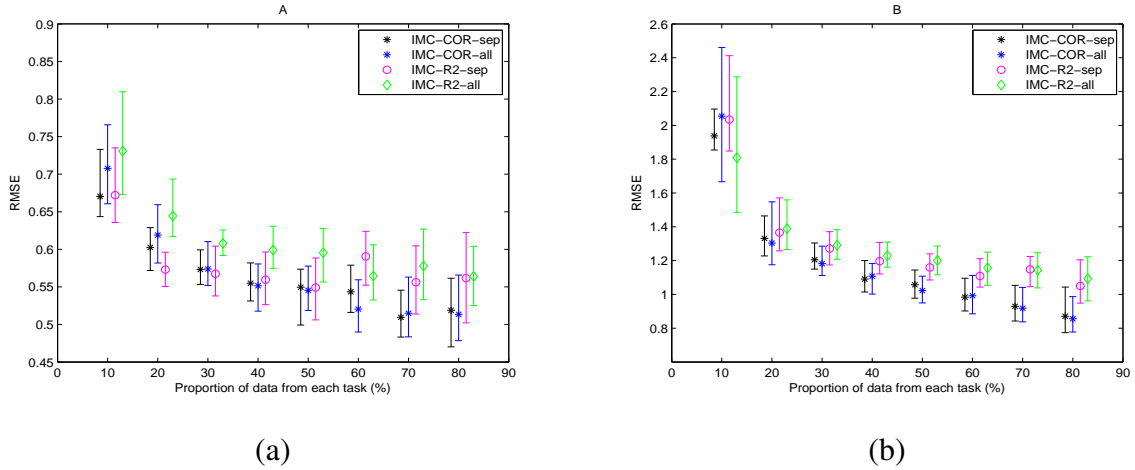 A
0.9
0.85
0.8
0.75
0.7
0.65
0.6
0.55
0.5
0.45
RMSE
IMC−COR−sep
IMC−COR−all
IMC−R2−sep
IMC−R2−all
0 10 20 30 40 50 60 70 80 90
Proportion of data from each task (%)
(a)
B
2.6
2.4
2.2
2
1.8
1.6
1.4
1.2
1
0.8
RMSE
IMC−COR−sep
IMC−COR−all
IMC−R2−sep
IMC−R2−all
0 10 20 30 40 50 60 70 80 90
Proportion of data from each task (%)
(b)